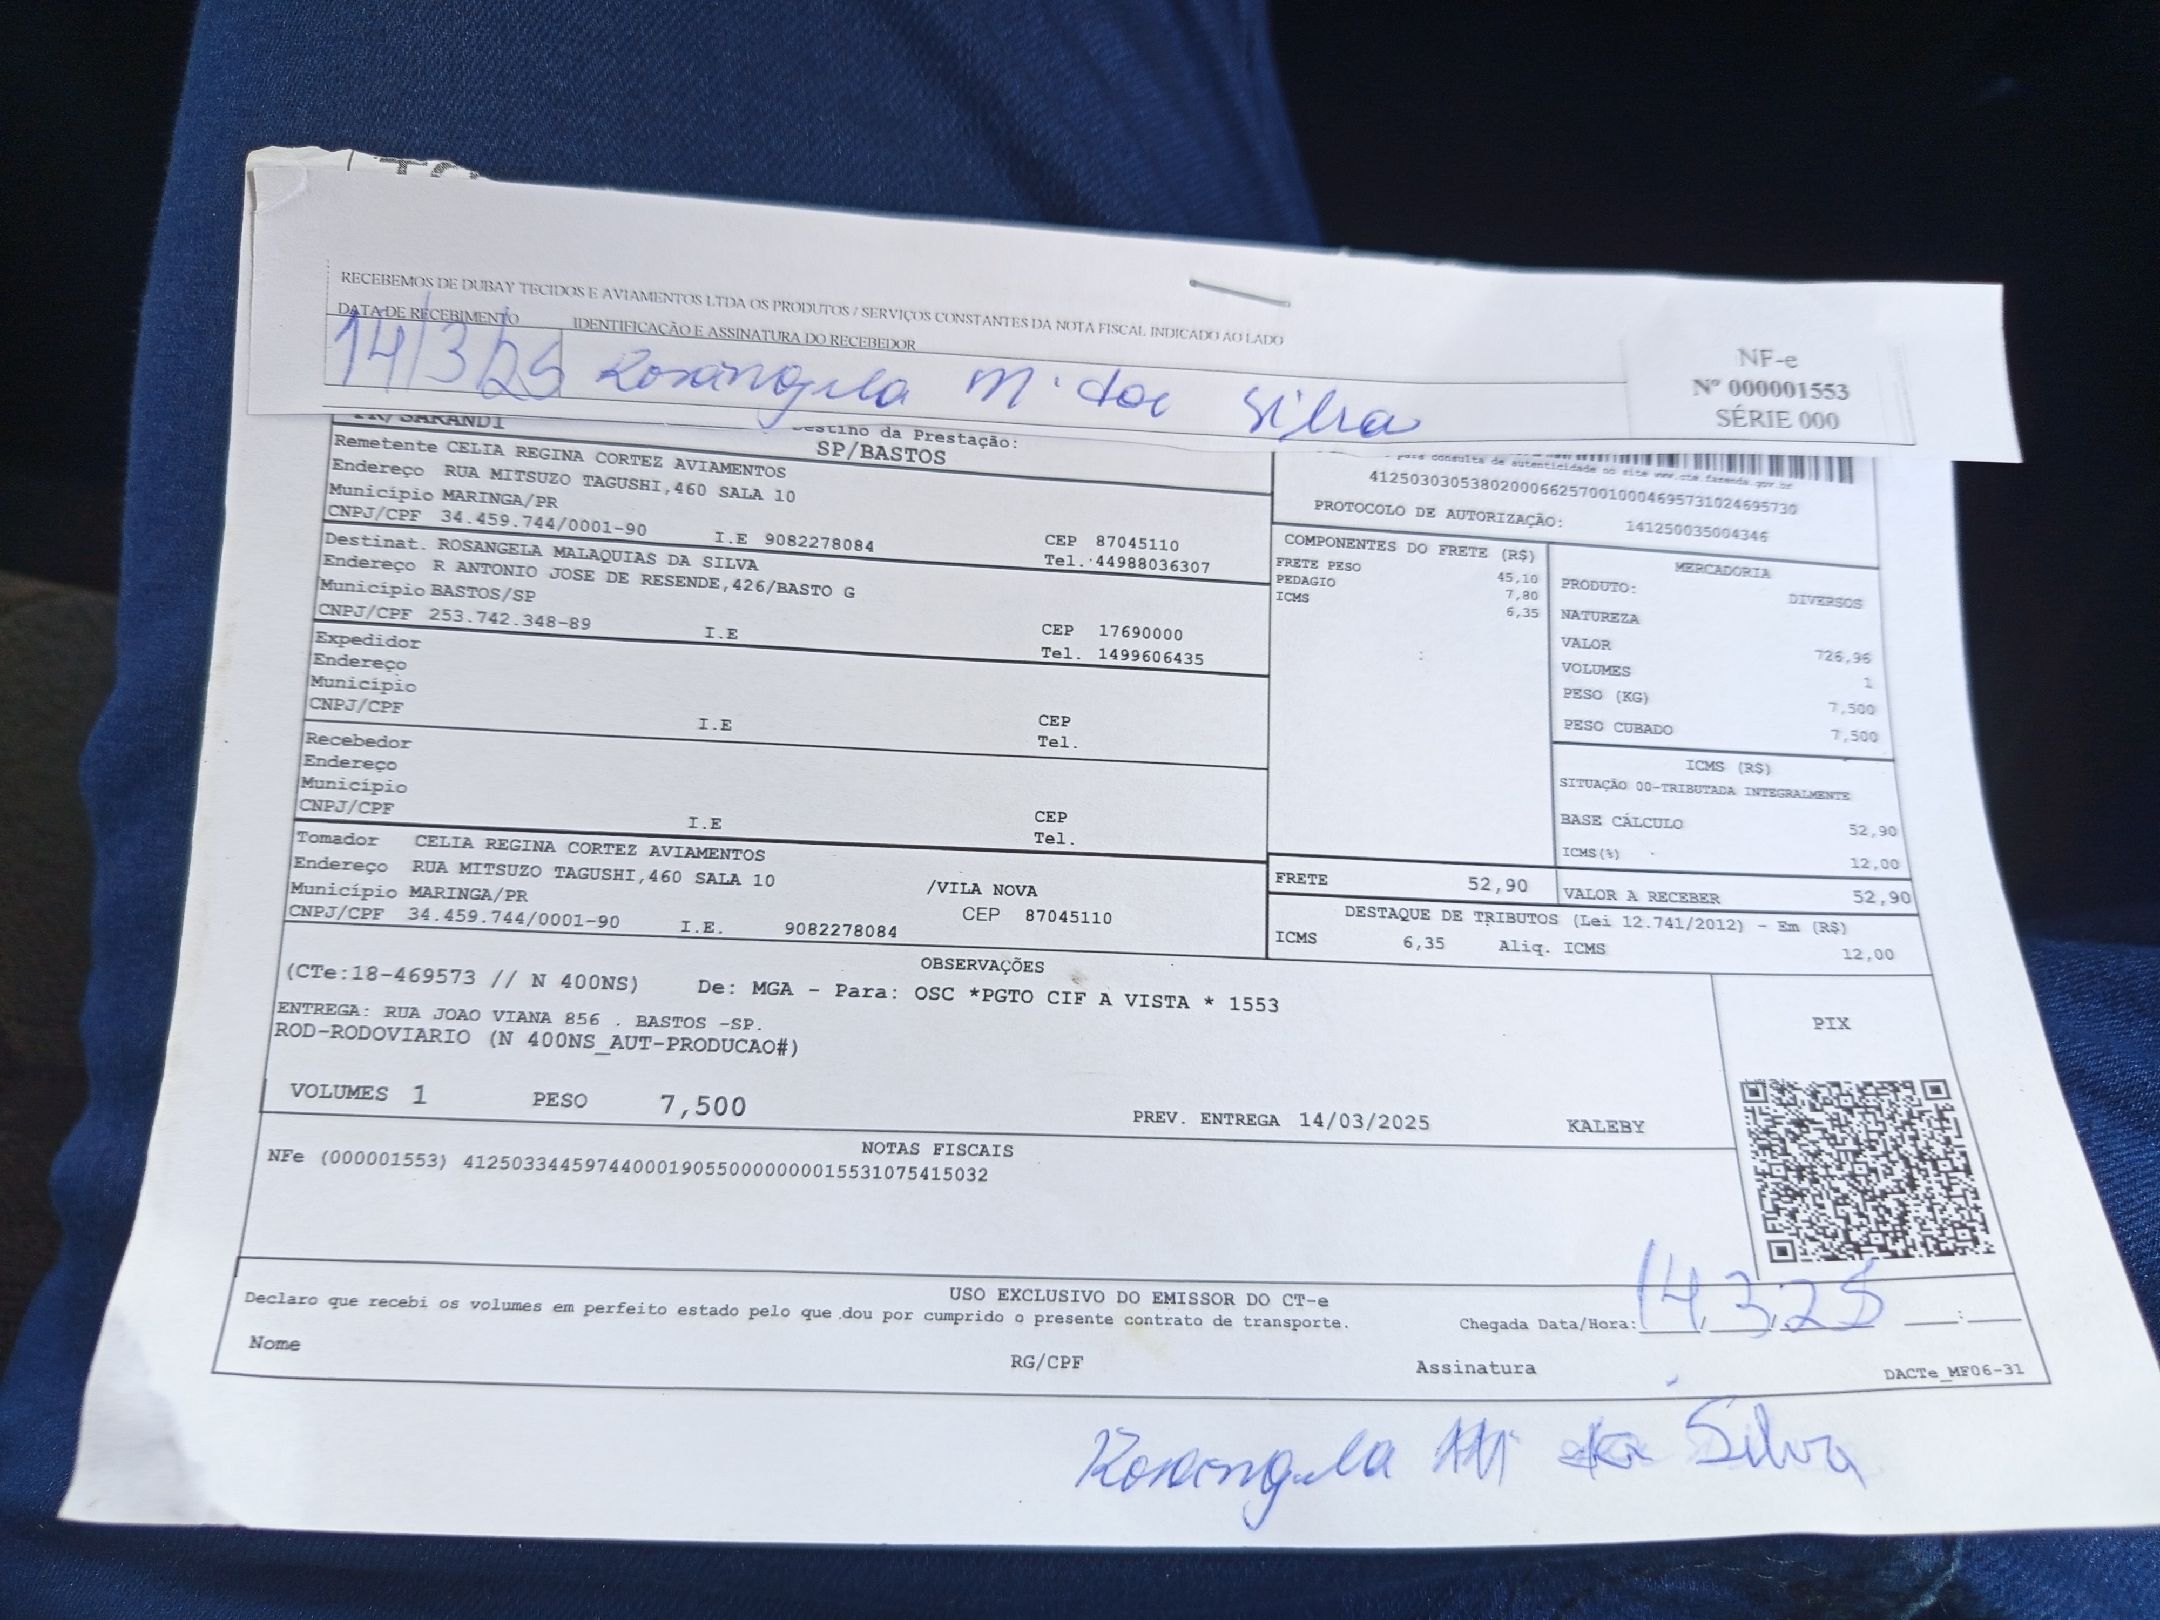 RECEBEMOS DE DUBAY TECIDOS E AVIAMENTOS LTDA OS PRODUTOS / SERVIÇOS CONSTANTES DA NOTA FISCAL INDICADO AO LADO
DATA DE RECEBIMENTO IDENTIFICAÇÃO E ASSINATURA DO RECEBEDOR
14/3/25 Rosangela M. da Silva
NF-e
Nº 000001553
SÉRIE 000
PR/SARANDI
Destino da Prestação:
SP/BASTOS
Remetente CELIA REGINA CORTEZ AVIAMENTOS
Endereço RUA MITSUZO TAGUSHI,460 SALA 10
Município MARINGA/PR
CNPJ/CPF 34.459.744/0001-90 I.E 9082278084 CEP 87045110
Tel. 44988036307
Destinat. ROSANGELA MALAQUIAS DA SILVA
Endereço R ANTONIO JOSE DE RESENDE,426/BASTO G
Município BASTOS/SP
CNPJ/CPF 253.742.348-89 I.E CEP 17690000
Tel. 1499606435
Expedidor
Endereço
Município
CNPJ/CPF I.E CEP
Tel.
Recebedor
Endereço
Município
CNPJ/CPF I.E CEP
Tel.
Tomador CELIA REGINA CORTEZ AVIAMENTOS
Endereço RUA MITSUZO TAGUSHI,460 SALA 10 /VILA NOVA
Município MARINGA/PR CEP 87045110
CNPJ/CPF 34.459.744/0001-90 I.E. 9082278084
para consulta de autenticidade no site www.cte.fazenda.gov.br
41250303053802000662570010004695731024695730
PROTOCOLO DE AUTORIZAÇÃO: 141250035004346
COMPONENTES DO FRETE (R$)
FRETE PESO 45,10
PEDAGIO 7,80
ICMS 6,35
MERCADORIA
PRODUTO: DIVERSOS
NATUREZA
VALOR 726,96
VOLUMES 1
PESO (KG) 7,500
PESO CUBADO 7,500
ICMS (R$)
SITUAÇÃO 00-TRIBUTADA INTEGRALMENTE
BASE CÁLCULO 52,90
ICMS(%) 12,00
FRETE 52,90 VALOR A RECEBER 52,90
DESTAQUE DE TRIBUTOS (Lei 12.741/2012) - Em (R$)
ICMS 6,35 Aliq. ICMS 12,00
OBSERVAÇÕES
(CTe:18-469573 // N 400NS) De: MGA - Para: OSC *PGTO CIF A VISTA * 1553
ENTREGA: RUA JOAO VIANA 856 . BASTOS -SP.
ROD-RODOVIARIO (N 400NS_AUT-PRODUCAO#)
PIX
VOLUMES 1 PESO 7,500 PREV. ENTREGA 14/03/2025 KALEBY
NOTAS FISCAIS
NFe (000001553) 41250334459744000190550000000015531075415032
USO EXCLUSIVO DO EMISSOR DO CT-e
Declaro que recebi os volumes em perfeito estado pelo que dou por cumprido o presente contrato de transporte. Chegada Data/Hora: 14,3,25 :
Nome RG/CPF Assinatura DACTe_MF06-31
Rosangela M da Silva